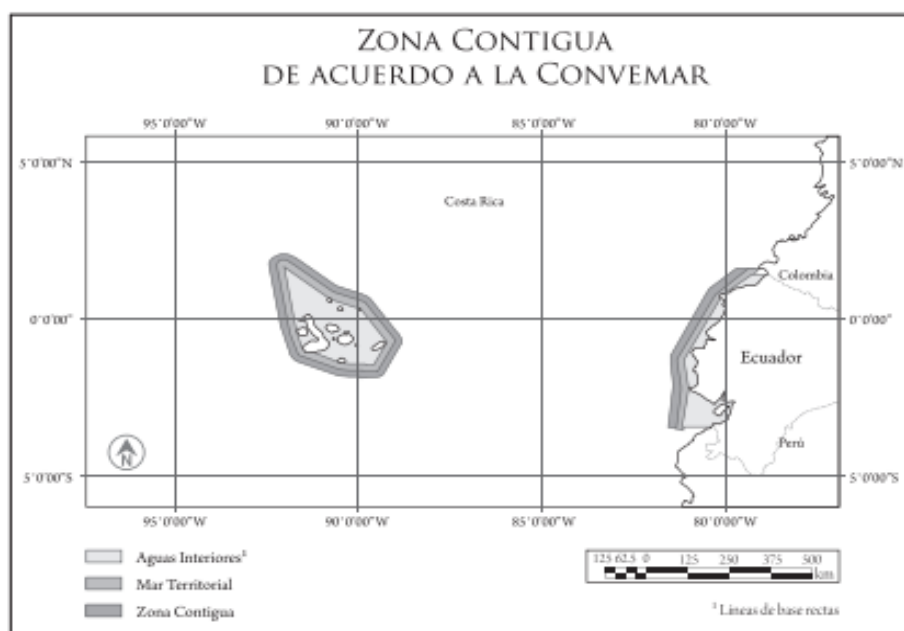 ZONA CONTIGUA
DE ACUERDO A LA CONVEMAR
95°0'00"W 90°0'00"W 85°0'00"W 80°0'00"W
5°0'00"N 5°0'00"N
Costa Rica
Colombia
0°0'00" 0°0'00"
Ecuador
Perú
N
5°0'00"S 5°0'00"S
95°0'00"W 90°0'00"W 85°0'00"W 80°0'00"W
Aguas Interiores¹
Mar Territorial
Zona Contigua
125 62.5 0 125 250 375 500
km
¹ Líneas de base rectas